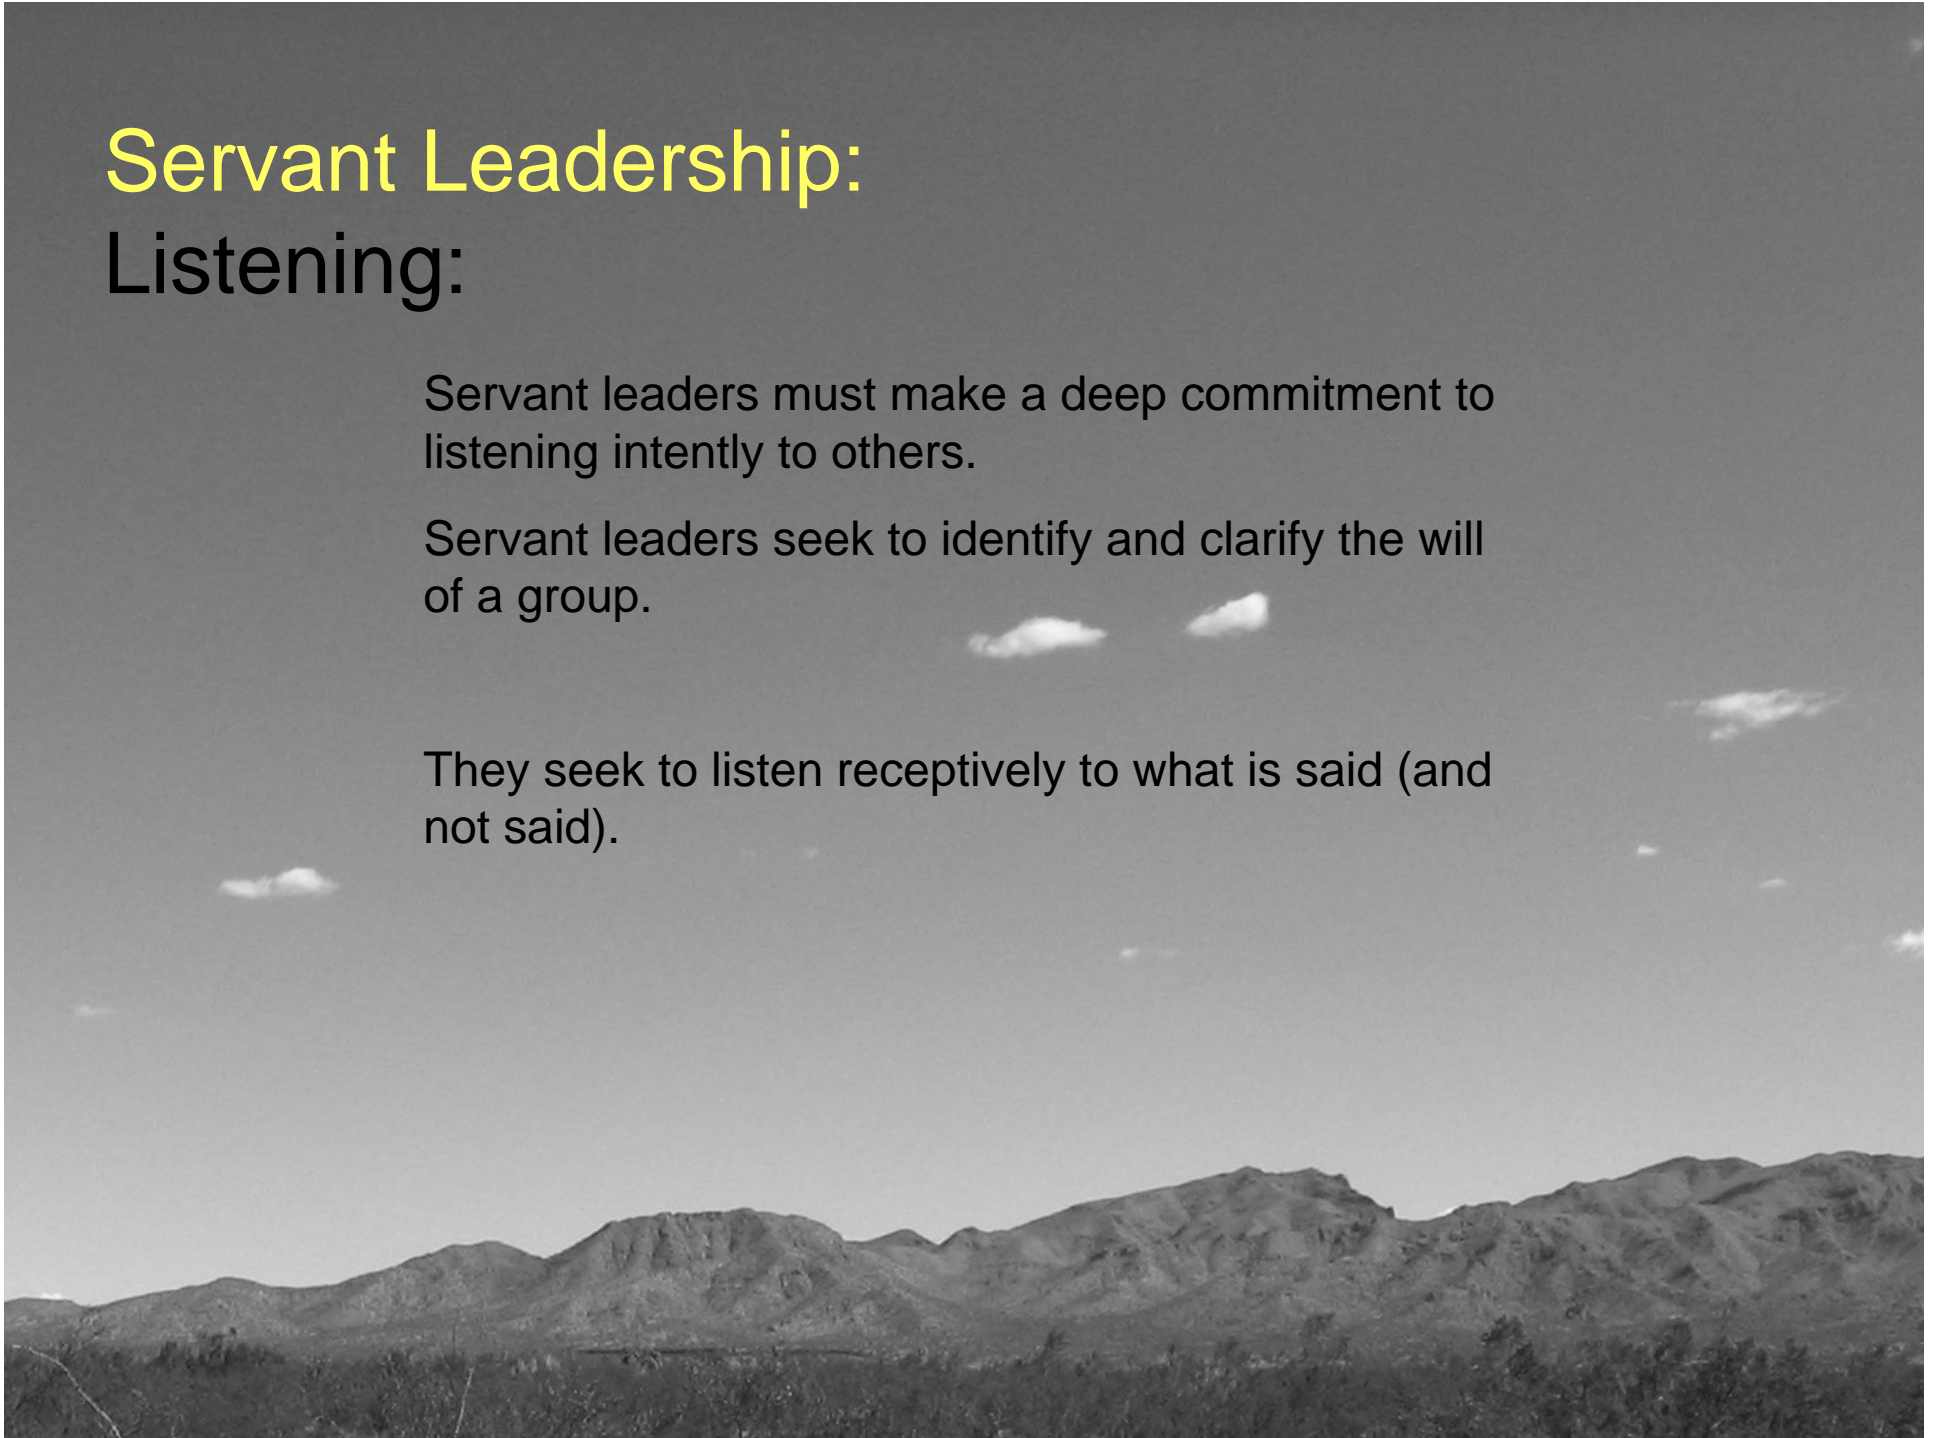 Servant Leadership:
Listening:
Servant leaders must make a deep commitment to
listening intently to others.
Servant leaders seek to identify and clarify the will
of a group.
They seek to listen receptively to what is said (and
not said).